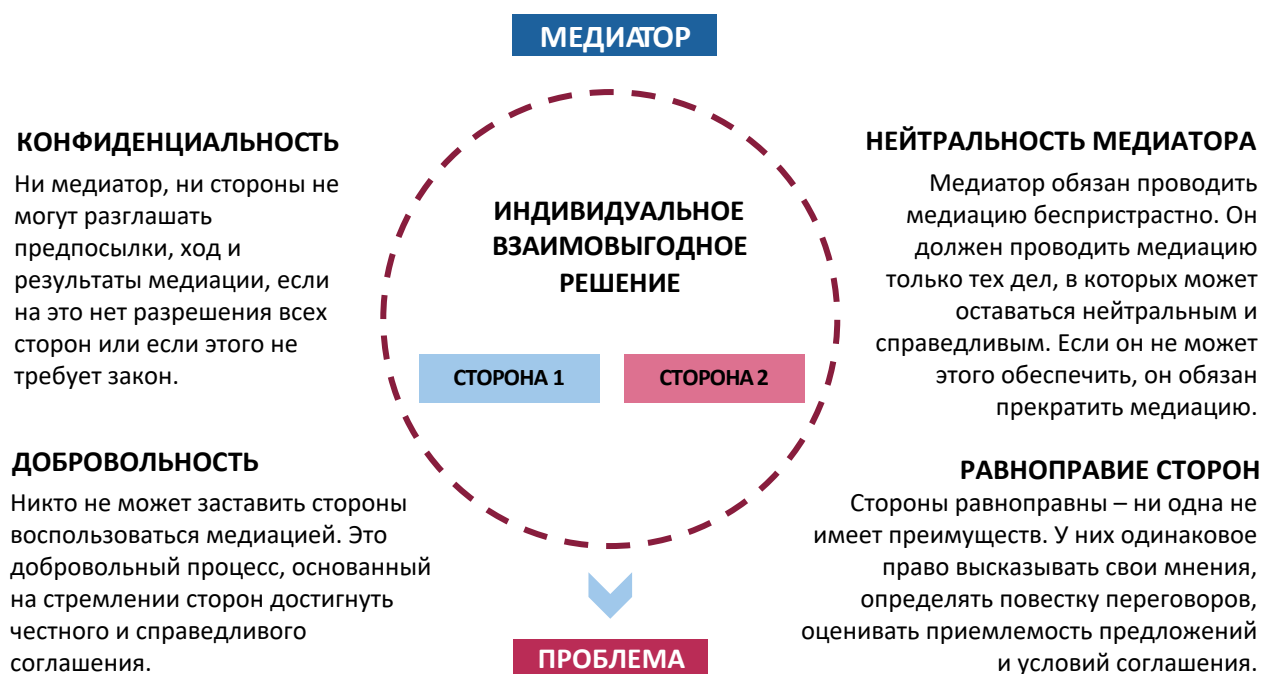 МЕДИАТОР
КОНФИДЕНЦИАЛЬНОСТЬ
Ни медиатор, ни стороны не
могут разглашать
предпосылки, ход и
результаты медиации, если
на это нет разрешения всех
сторон или если этого не
требует закон.
ДОБРОВОЛЬНОСТЬ
Никто не может заставить стороны
воспользоваться медиацией. Это
добровольный процесс, основанный
на стремлении сторон достигнуть
честного и справедливого
соглашения.
ИНДИВИДУАЛЬНОЕ
ВЗАИМОВЫГОДНОЕ
РЕШЕНИЕ
СТОРОНА 1
СТОРОНА 2
ПРОБЛЕМА
НЕЙТРАЛЬНОСТЬ МЕДИАТОРА
Медиатор обязан проводить
медиацию беспристрастно. Он
должен проводить медиацию
только тех дел, в которых может
оставаться нейтральным и
справедливым. Если он не может
этого обеспечить, он обязан
прекратить медиацию.
РАВНОПРАВИЕ СТОРОН
Стороны равноправны – ни одна не
имеет преимуществ. У них одинаковое
право высказывать свои мнения,
определять повестку переговоров,
оценивать приемлемость предложений
и условий соглашения.